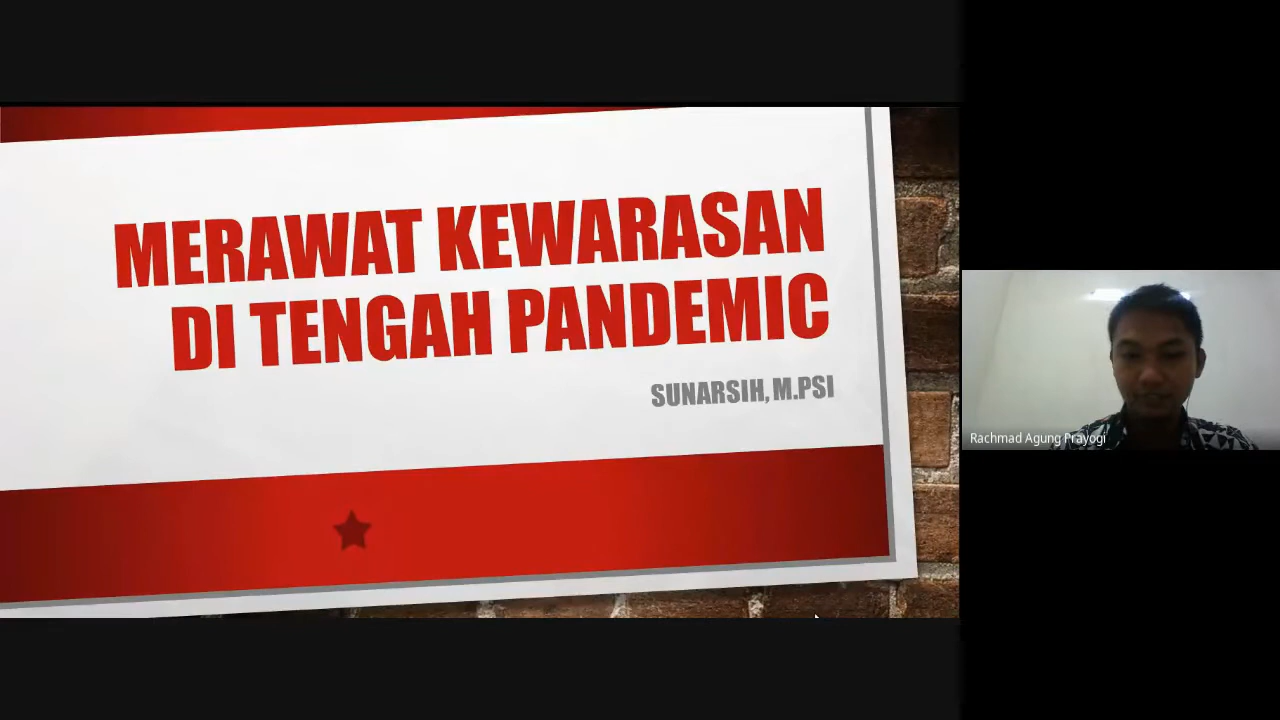 MERAWAT KEWARASAN
DI TENGAH PANDEMIC
SUNARSIH, M.PSI
Rachmad Agung Prayogi